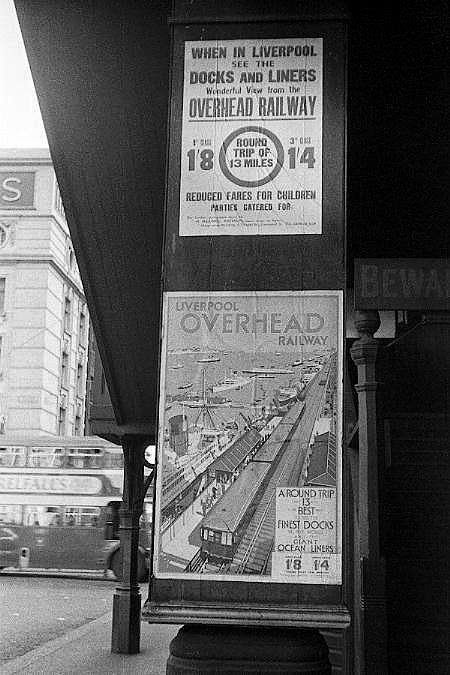 WHEN IN LIVERPOOL
SEE THE
DOCKS AND LINERS
Wonderful View from the
OVERHEAD RAILWAY
1ST CLASS
1'8
ROUND
TRIP OF
13 MILES
3RD CLASS
1'4
REDUCED FARES FOR CHILDREN
PARTIES CATERED FOR
LIVERPOOL
OVERHEAD
RAILWAY
A ROUND TRIP
13
BEST
FINEST DOCKS
GIANT
OCEAN LINERS
1'8 1'4
BEWA
S
RELFALL'S